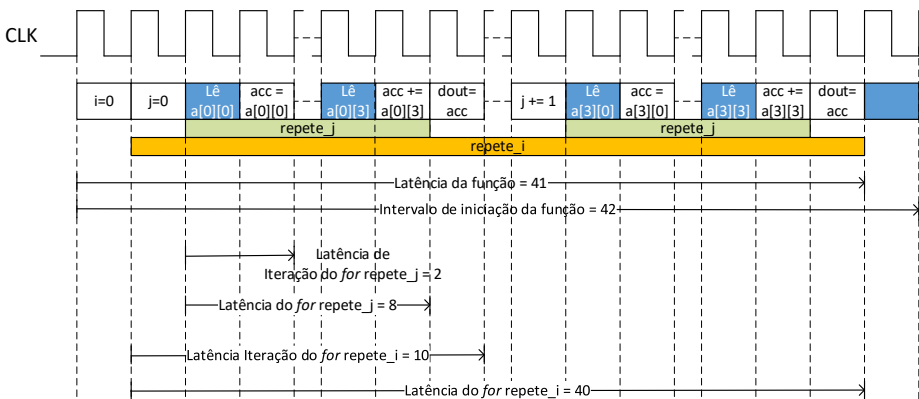 CLK
i=0
j=0
Lê
a[0][0]
acc =
a[0][0]
Lê
a[0][3]
acc +=
a[0][3]
dout=
acc
j += 1
Lê
a[3][0]
acc =
a[3][0]
Lê
a[3][3]
acc +=
a[3][3]
dout=
acc
repete_j
repete_j
repete_i
Latência da função = 41
Intervalo de iniciação da função = 42
Latência de
Iteração do for repete_j = 2
Latência do for repete_j = 8
Latência Iteração do for repete_i = 10
Latência do for repete_i = 40